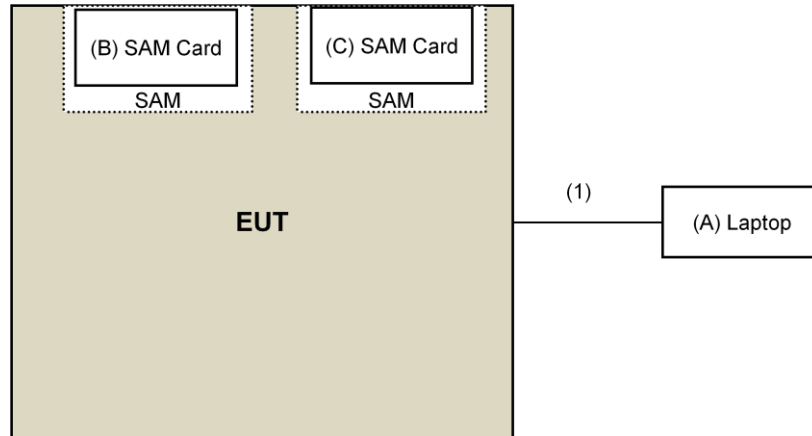 (B) SAM Card
(C) SAM Card
SAM
SAM
(1)
EUT
(A) Laptop